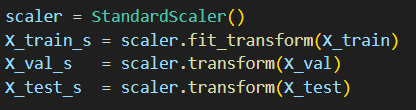 scaler = StandardScaler()
X_train_s = scaler.fit_transform(X_train)
X_val_s   = scaler.transform(X_val)
X_test_s  = scaler.transform(X_test)